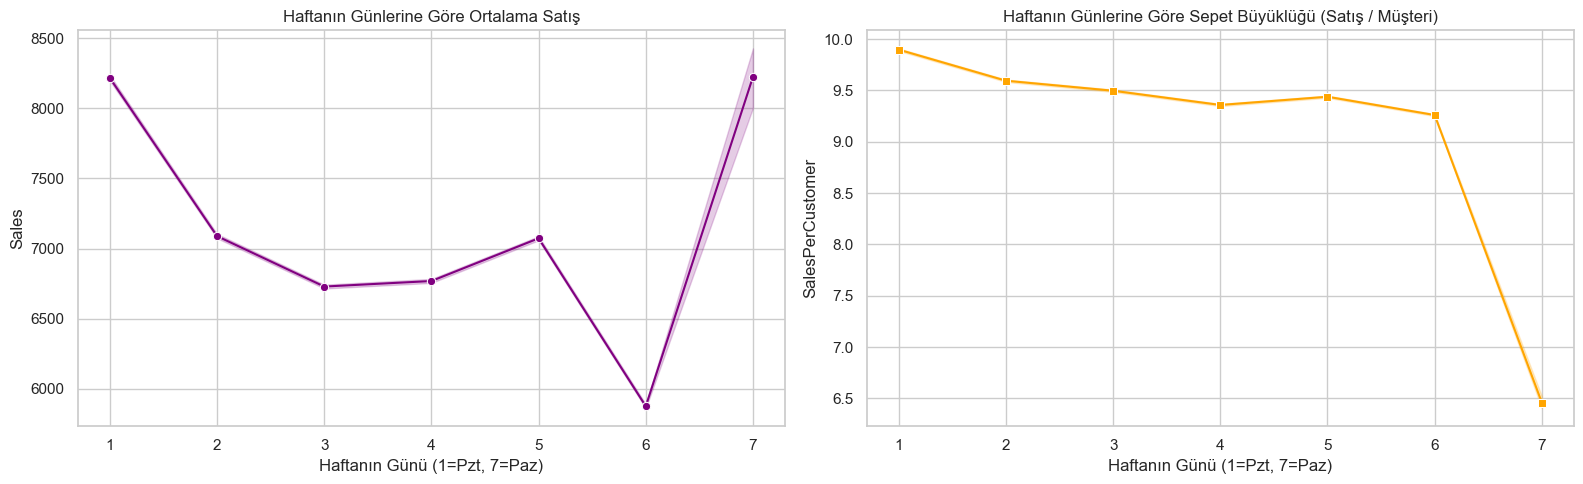 Haftanın Günlerine Göre Ortalama Satış
8500
8000
7500
7000
6500
6000
Sales
1 2 3 4 5 6 7
Haftanın Günü (1=Pzt, 7=Paz)
Haftanın Günlerine Göre Sepet Büyüklüğü (Satış / Müşteri)
10.0
9.5
9.0
8.5
8.0
7.5
7.0
6.5
SalesPerCustomer
1 2 3 4 5 6 7
Haftanın Günü (1=Pzt, 7=Paz)